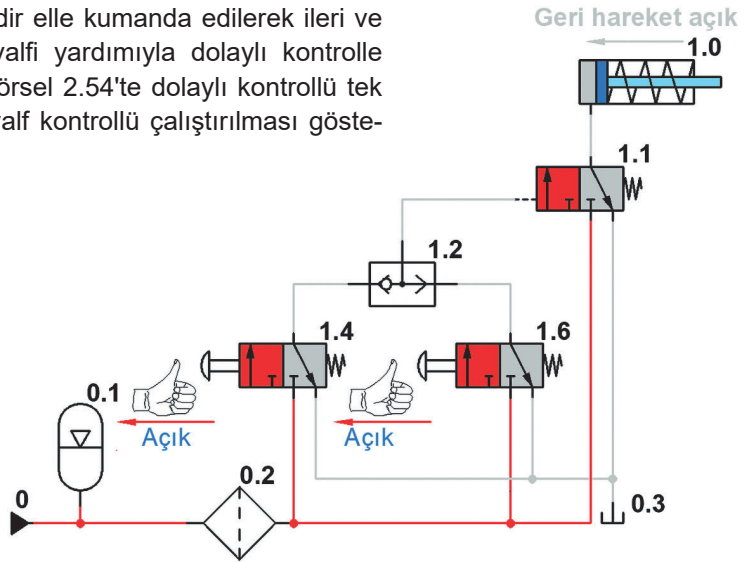 dir elle kumanda edilerek ileri ve
valfi yardımıyla dolaylı kontrolle
örsel 2.54'te dolaylı kontrollü tek
valf kontrollü çalıştırılması göste-
Geri hareket açık
1.0
1.1
1.2
1.4
1.6
0.1
Açık
Açık
0.2
0
0.3